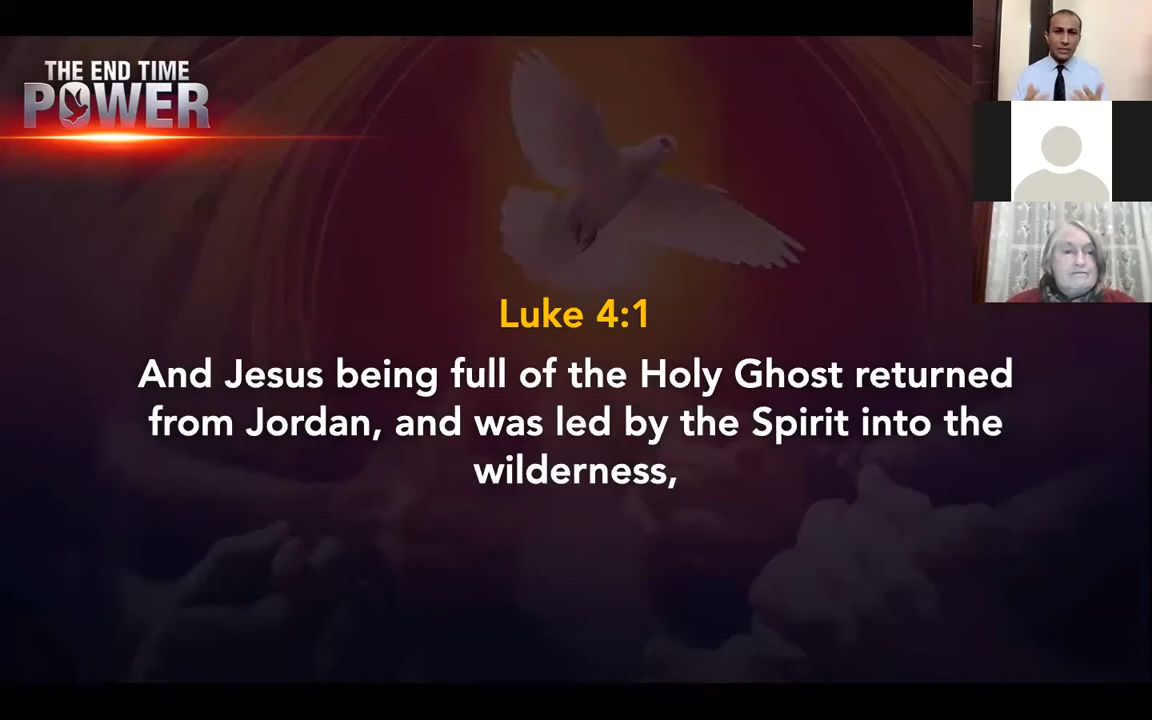 THE END TIME
POWER
Luke 4:1
And Jesus being full of the Holy Ghost returned
from Jordan, and was led by the Spirit into the
wilderness,